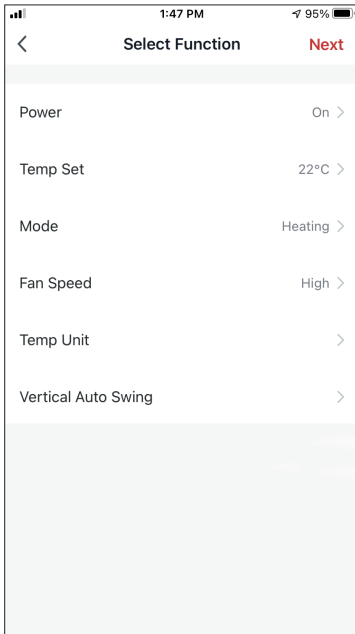 1:47 PM 95%
Select Function Next
Power On
Temp Set 22°C
Mode Heating
Fan Speed High
Temp Unit
Vertical Auto Swing